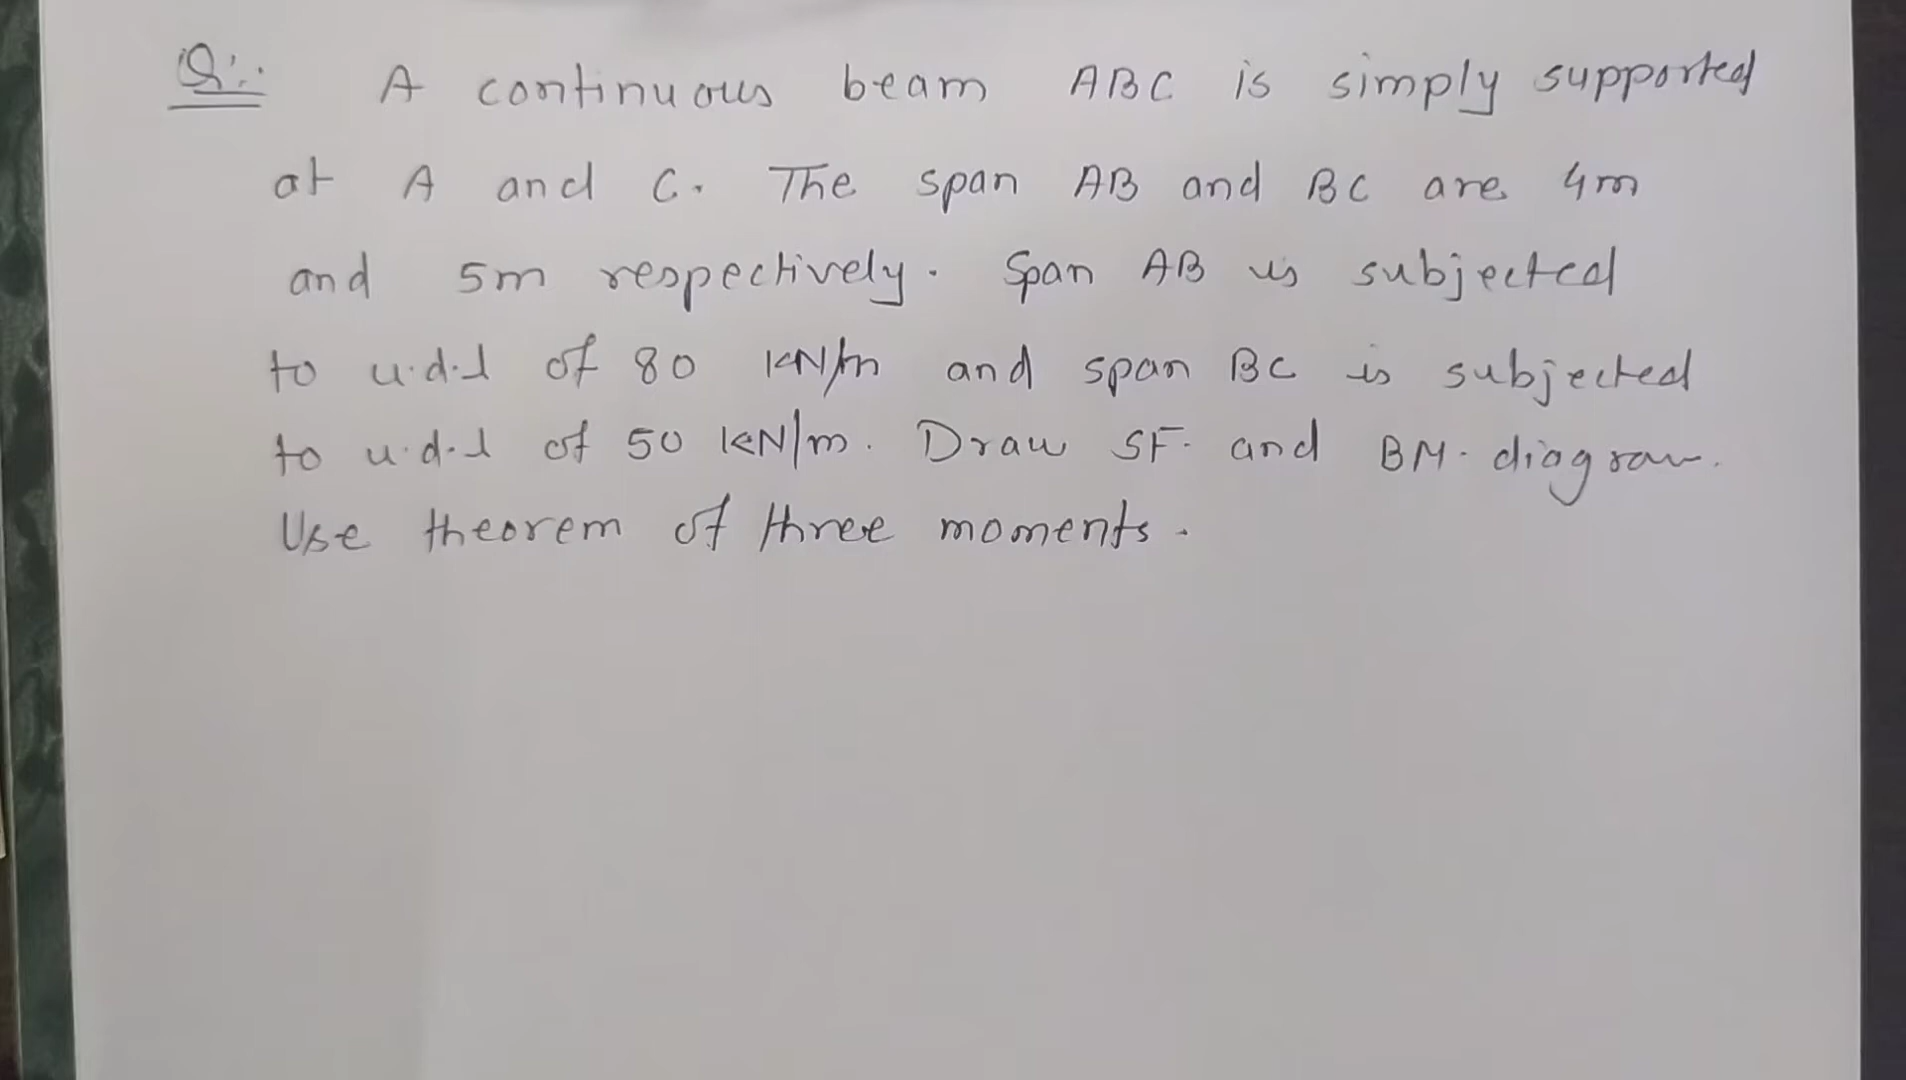 Q:. A continuous beam ABC is simply supported
at A and C. The span AB and BC are 4m
and 5m respectively. Span AB is subjected
to u.d.l of 80 kN/m and span BC is subjected
to u.d.l of 50 kN/m. Draw SF. and BM. diagram.
Use theorem of three moments.